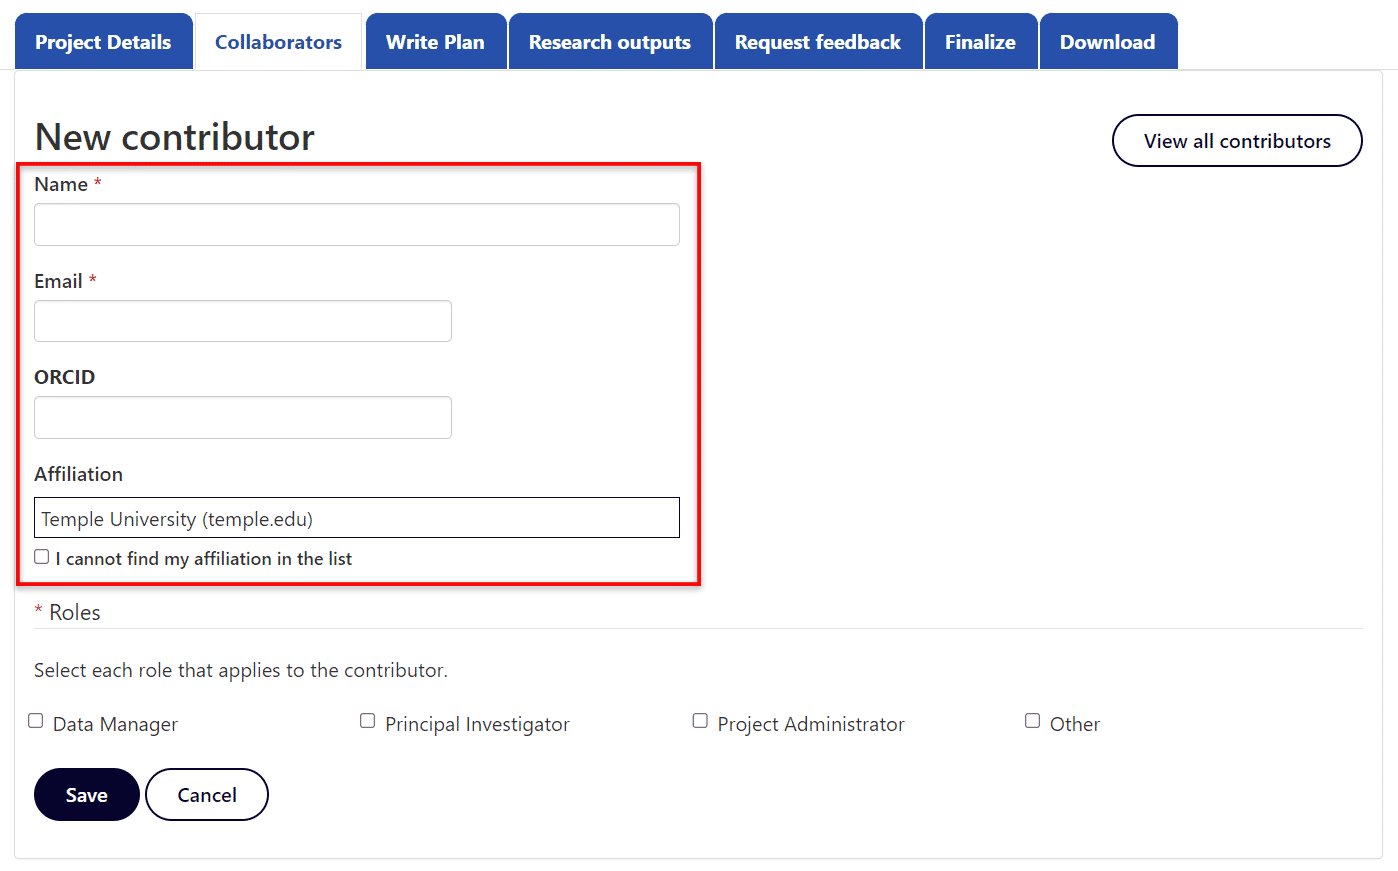 Project Details Collaborators Write Plan Research outputs Request feedback Finalize Download
New contributor
View all contributors
Name *
Email *
ORCID
Affiliation
Temple University (temple.edu)
I cannot find my affiliation in the list
* Roles
Select each role that applies to the contributor.
Data Manager Principal Investigator Project Administrator Other
Save Cancel